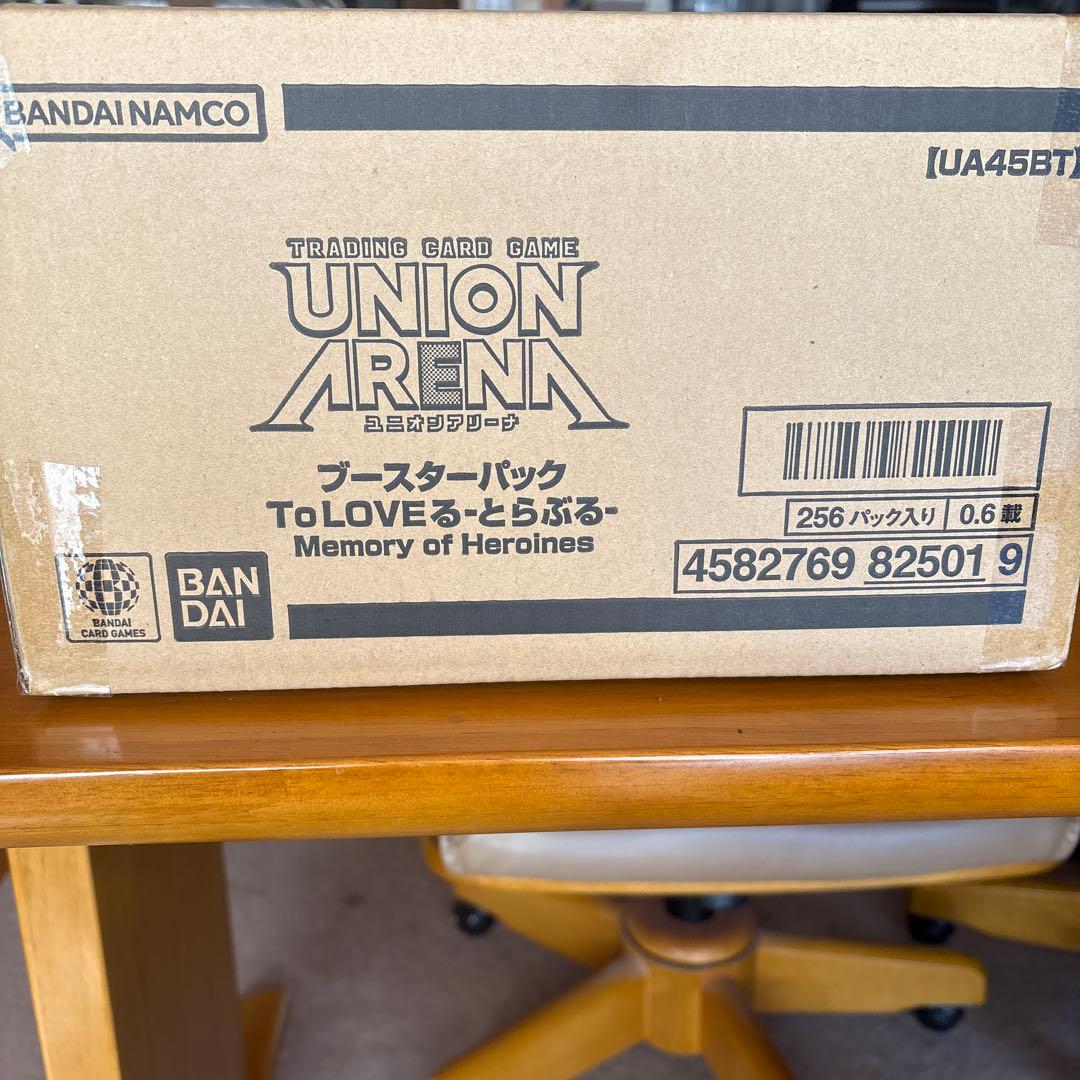 BANDAI NAMCO
【UA45BT】
TRADING CARD GAME
UNION
ARENA
ユニオンアリーナ
ブースターパック
To LOVEる-とらぶる-
Memory of Heroines
256 パック入り 0.6 載
4582769 82501 9
BANDAI
CARD GAMES
BAN
DAI